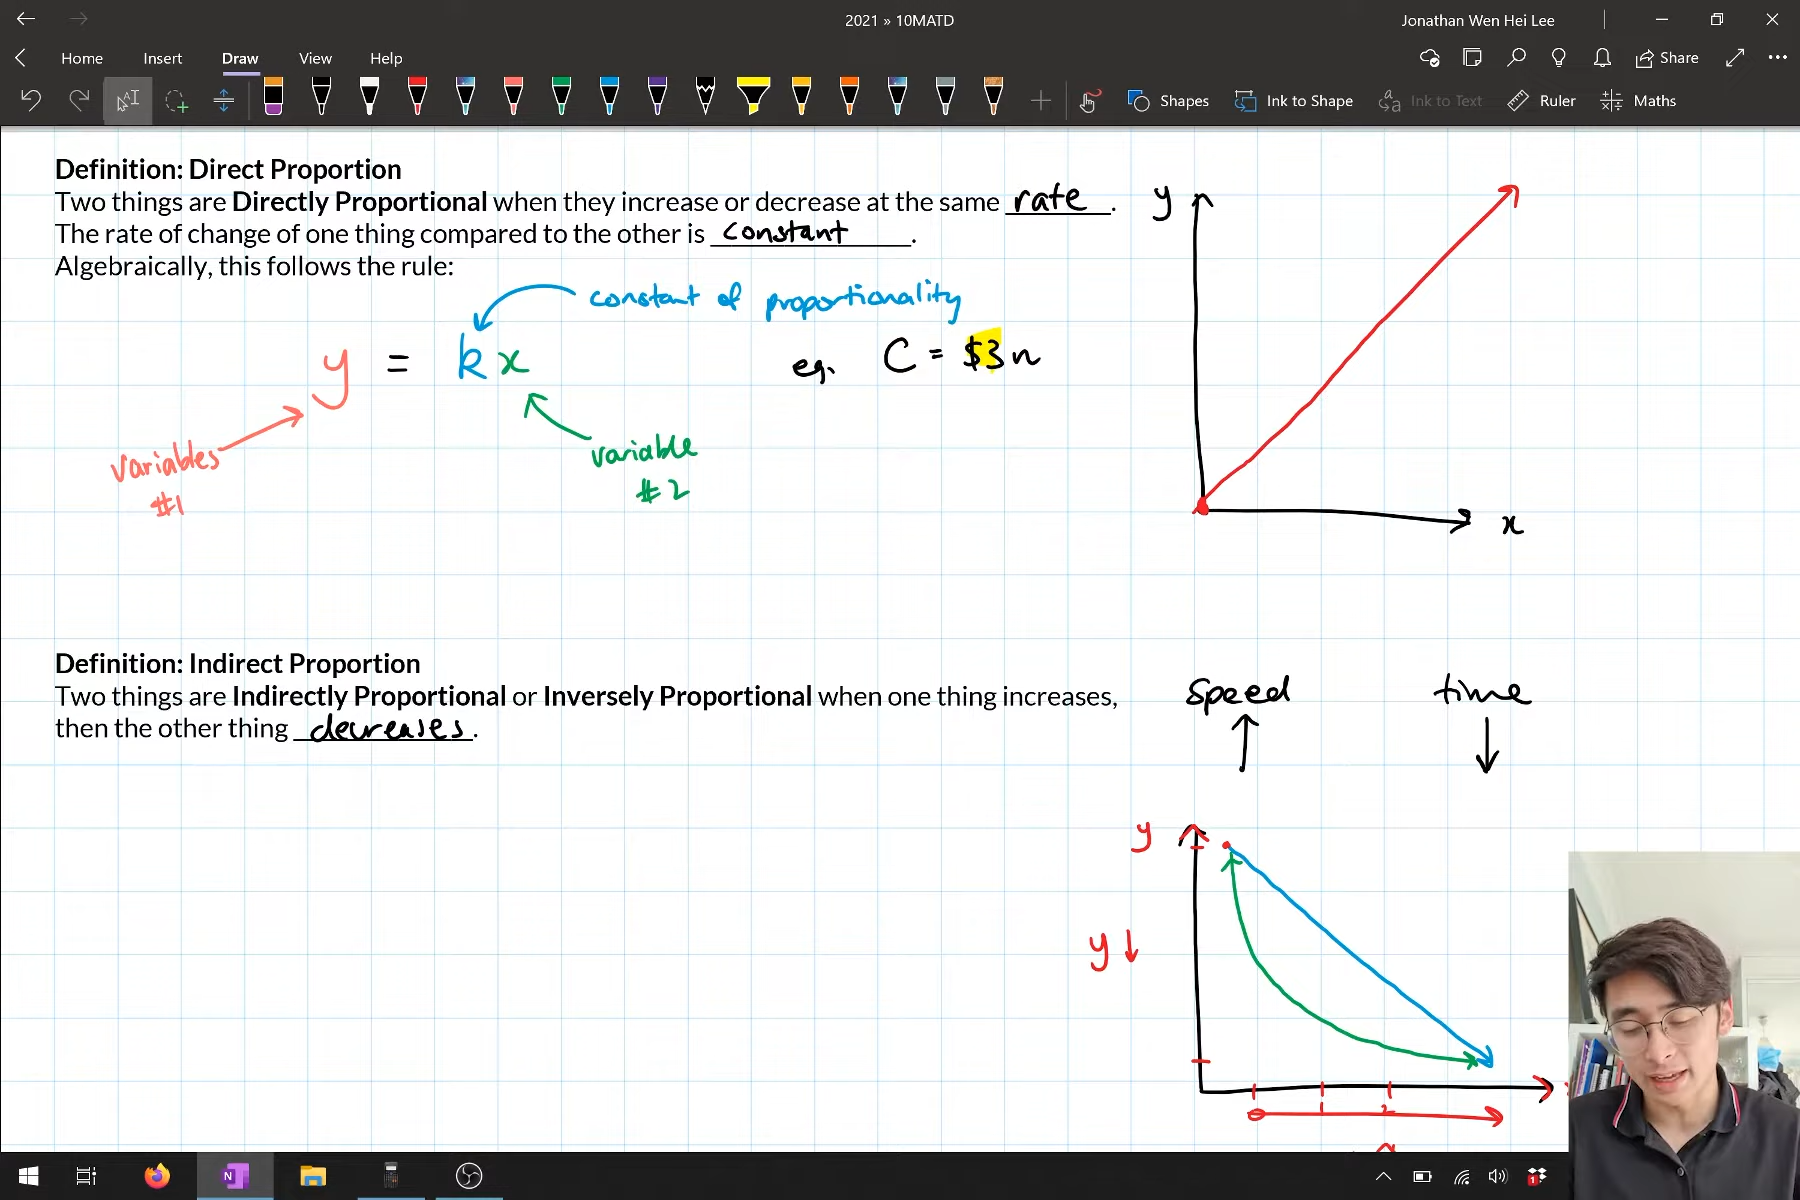 2021 » 10MATD
Jonathan Wen Hei Lee
Home Insert Draw View Help
Share
Shapes Ink to Shape Ink to Text Ruler Maths
Definition: Direct Proportion
Two things are Directly Proportional when they increase or decrease at the same rate.
The rate of change of one thing compared to the other is constant.
Algebraically, this follows the rule:
constant of proportionality
y = kx
eg. C = $3n
variables
#1
variable
#2
y
x
Definition: Indirect Proportion
Two things are Indirectly Proportional or Inversely Proportional when one thing increases,
then the other thing decreases.
speed time
y
y ↓
0 1 2
N
1